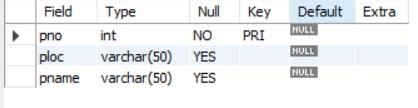 Field Type Null Key Default Extra
pno int NO PRI NULL
ploc varchar(50) YES NULL
pname varchar(50) YES NULL